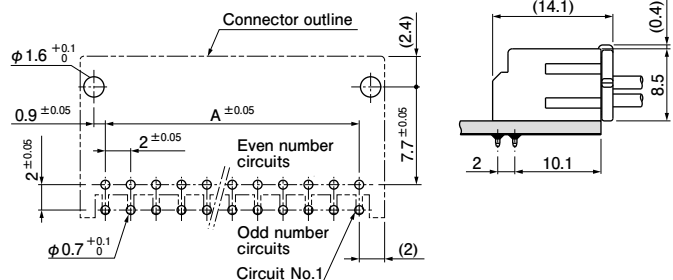 Connector outline
(2.4)
φ1.6 +0.1 0
0.9 ±0.05
A ±0.05
2 ±0.05
7.7 ±0.05
2 ±0.05
Even number
circuits
Odd number
circuits
φ0.7 +0.1 0
Circuit No.1
(2)
(14.1)
(0.4)
8.5
2
10.1